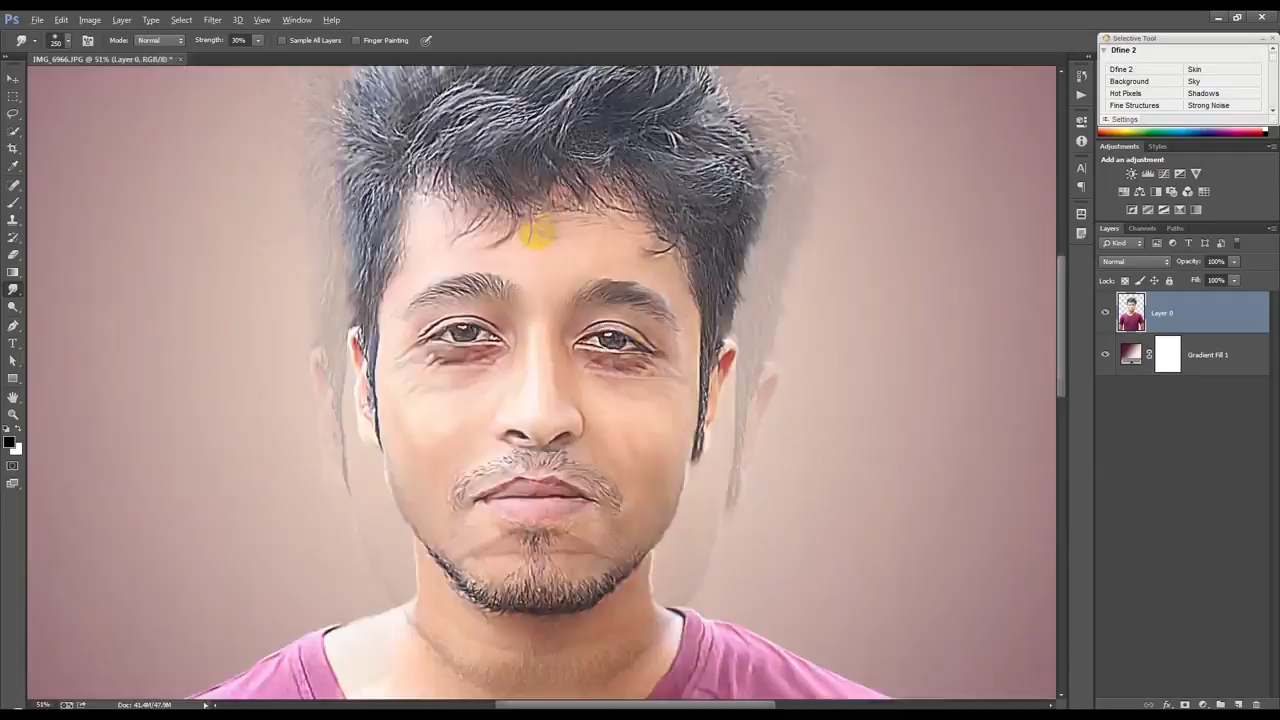 Ps File Edit Image Layer Type Select Filter 3D View Window Help
250 Mode: Normal Strength: 30% Sample All Layers Finger Painting
IMG_6966.JPG @ 51% (Layer 0, RGB/8) *
Selective Tool
Dfine 2
Dfine 2 Skin
Background Sky
Hot Pixels Shadows
Fine Structures Strong Noise
Settings
Adjustments Styles
Add an adjustment
Layers Channels Paths
Kind
Normal Opacity: 100%
Lock: Fill: 100%
Layer 0
Gradient Fill 1
51% Doc: 41.4M/47.9M